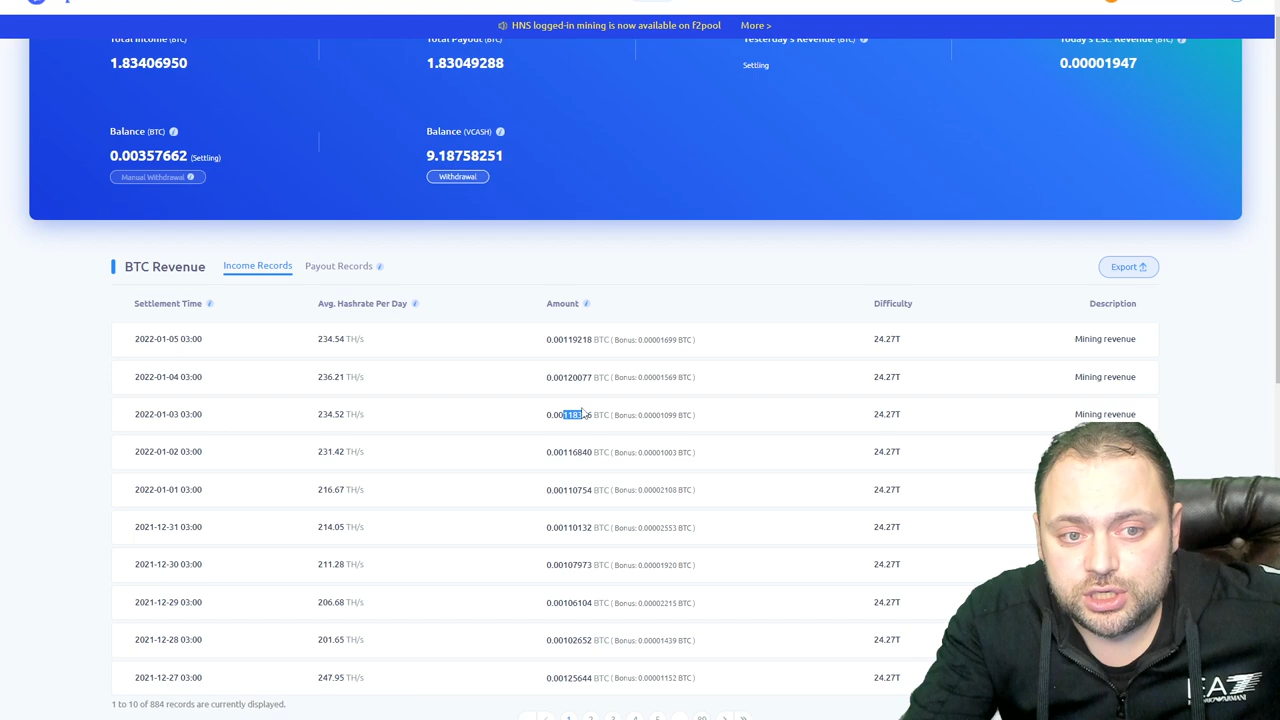 HNS logged-in mining is now available on f2pool More >
Total Income (BTC) Total Payout (BTC) Yesterday's Revenue (BTC) Today's Est. Revenue (BTC)
1.83406950 1.83049288 Settling 0.00001947
Balance (BTC) Balance (VCASH)
0.00357662 (Settling) 9.18758251
Manual Withdrawal Withdrawal
BTC Revenue Income Records Payout Records Export
Settlement Time Avg. Hashrate Per Day Amount Difficulty Description
2022-01-05 03:00 234.54 TH/s 0.00119218 BTC ( Bonus: 0.00001699 BTC ) 24.27T Mining revenue
2022-01-04 03:00 236.21 TH/s 0.00120077 BTC ( Bonus: 0.00001569 BTC ) 24.27T Mining revenue
2022-01-03 03:00 234.52 TH/s BTC ( Bonus: 0.00001099 BTC ) 24.27T Mining revenue
2022-01-02 03:00 231.42 TH/s 0.00116840 BTC ( Bonus: 0.00001003 BTC ) 24.27T
2022-01-01 03:00 216.67 TH/s 0.00110754 BTC ( Bonus: 0.00002108 BTC ) 24.27T
2021-12-31 03:00 214.05 TH/s 0.00110132 BTC ( Bonus: 0.00002553 BTC ) 24.27T
2021-12-30 03:00 211.28 TH/s 0.00107973 BTC ( Bonus: 0.00001920 BTC ) 24.27T
2021-12-29 03:00 206.68 TH/s 0.00106104 BTC ( Bonus: 0.00002215 BTC ) 24.27T
2021-12-28 03:00 201.65 TH/s 0.00102652 BTC ( Bonus: 0.00001439 BTC ) 24.27T
2021-12-27 03:00 247.95 TH/s 0.00125644 BTC ( Bonus: 0.00001152 BTC ) 24.27T
1 to 10 of 884 records are currently displayed.
1 2 3 4 5 89
EA7